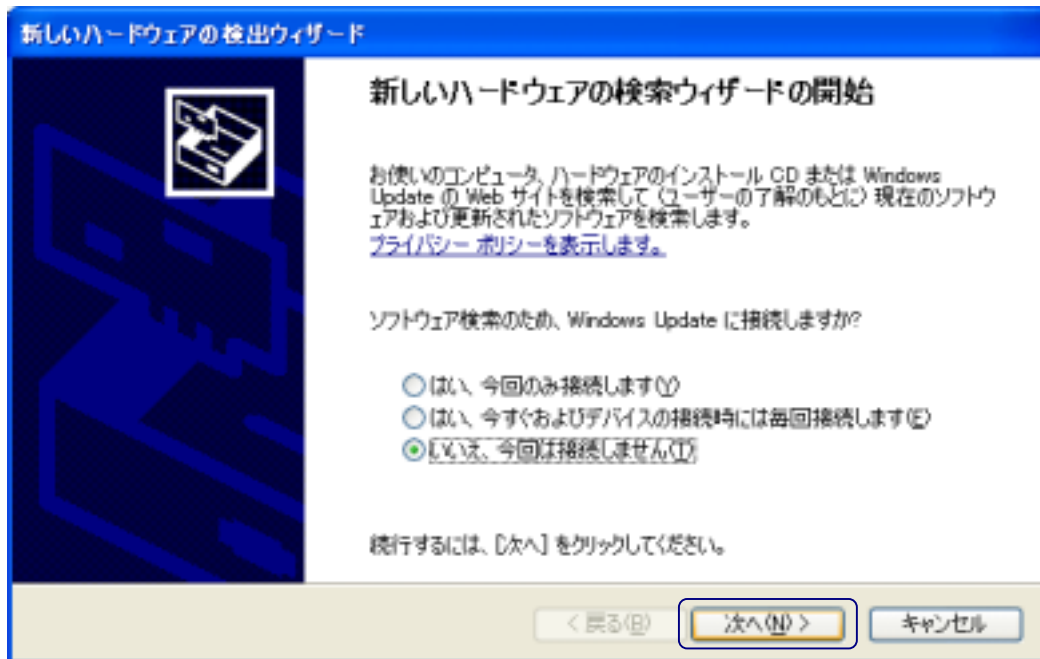 新しいハードウェアの検出ウィザード
新しいハードウェアの検索ウィザードの開始
お使いのコンピュータ、ハードウェアのインストール CD または Windows
Update の Web サイトを検索して (ユーザーの了解のもとに) 現在のソフトウ
ェアおよび更新されたソフトウェアを検索します。
プライバシー ポリシーを表示します。
ソフトウェア検索のため、Windows Update に接続しますか?
はい、今回のみ接続します(Y)
はい、今すぐおよびデバイスの接続時には毎回接続します(E)
いいえ、今回は接続しません(T)
続行するには、[次へ] をクリックしてください。
< 戻る(B) 次へ(N) > キャンセル